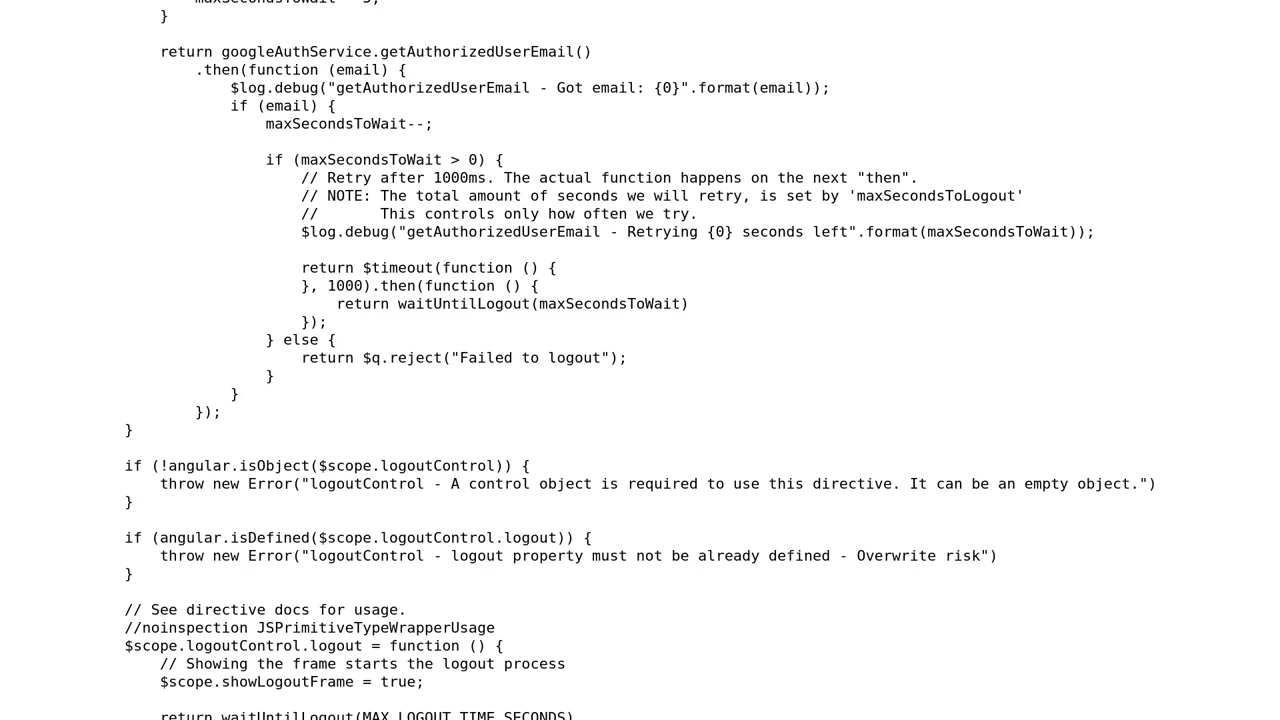 maxSecondsToWait = 5;
}
return googleAuthService.getAuthorizedUserEmail()
.then(function (email) {
$log.debug("getAuthorizedUserEmail - Got email: {0}".format(email));
if (email) {
maxSecondsToWait--;
if (maxSecondsToWait > 0) {
// Retry after 1000ms. The actual function happens on the next "then".
// NOTE: The total amount of seconds we will retry, is set by 'maxSecondsToLogout'
//       This controls only how often we try.
$log.debug("getAuthorizedUserEmail - Retrying {0} seconds left".format(maxSecondsToWait));
return $timeout(function () {
}, 1000).then(function () {
return waitUntilLogout(maxSecondsToWait)
});
} else {
return $q.reject("Failed to logout");
}
}
});
}
if (!angular.isObject($scope.logoutControl)) {
throw new Error("logoutControl - A control object is required to use this directive. It can be an empty object.")
}
if (angular.isDefined($scope.logoutControl.logout)) {
throw new Error("logoutControl - logout property must not be already defined - Overwrite risk")
}
// See directive docs for usage.
//noinspection JSPrimitiveTypeWrapperUsage
$scope.logoutControl.logout = function () {
// Showing the frame starts the logout process
$scope.showLogoutFrame = true;
return waitUntilLogout(MAX_LOGOUT_TIME_SECONDS)